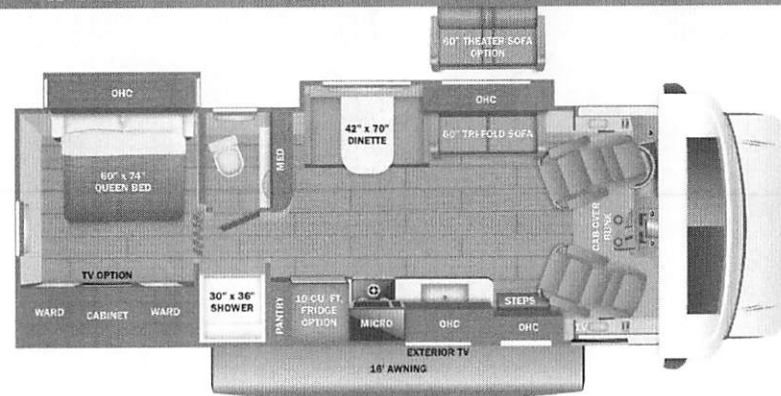 60" THEATER SOFA
OPTION
OHC
OHC
60" TRI-FOLD SOFA
42" x 70"
DINETTE
MED
60" x 74"
QUEEN BED
CAB-OVER
BUNK
TV OPTION
WARD
CABINET
WARD
30" x 36"
SHOWER
PANTRY
10 CU. FT.
FRIDGE
OPTION
MICRO
OHC
STEPS
OHC
TV
EXTERIOR TV
16' AWNING